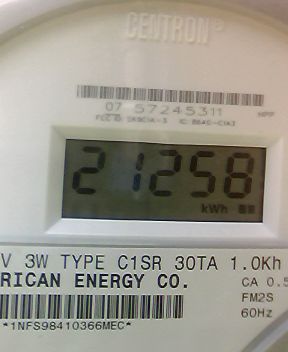 CENTRON®
07 57245311
21258
kWh
V 3W TYPE C1SR 30TA 1.0Kh
RICAN ENERGY CO.
CA 0.5
FM2S
60Hz
*1NFS98410366MEC*